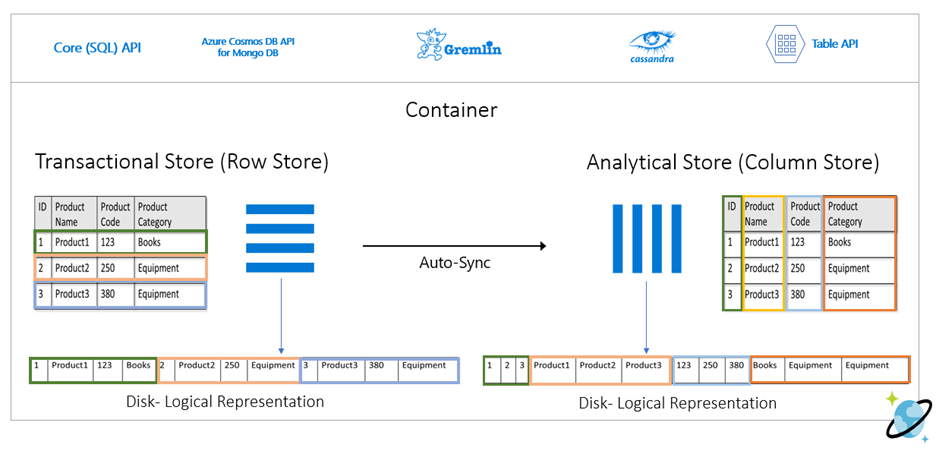 Core (SQL) API
Azure Cosmos DB API
for Mongo DB
Gremlin
cassandra
Table API
Container
Transactional Store (Row Store)
Analytical Store (Column Store)
ID Product Name Product Code Product Category
1 Product1 123 Books
2 Product2 250 Equipment
3 Product3 380 Equipment
Auto-Sync
ID Product Name Product Code Product Category
1 Product1 123 Books
2 Product2 250 Equipment
3 Product3 380 Equipment
1 Product1 123 Books 2 Product2 250 Equipment 3 Product3 380 Equipment
1 2 3 Product1 Product2 Product3 123 250 380 Books Equipment Equipment
Disk- Logical Representation
Disk- Logical Representation